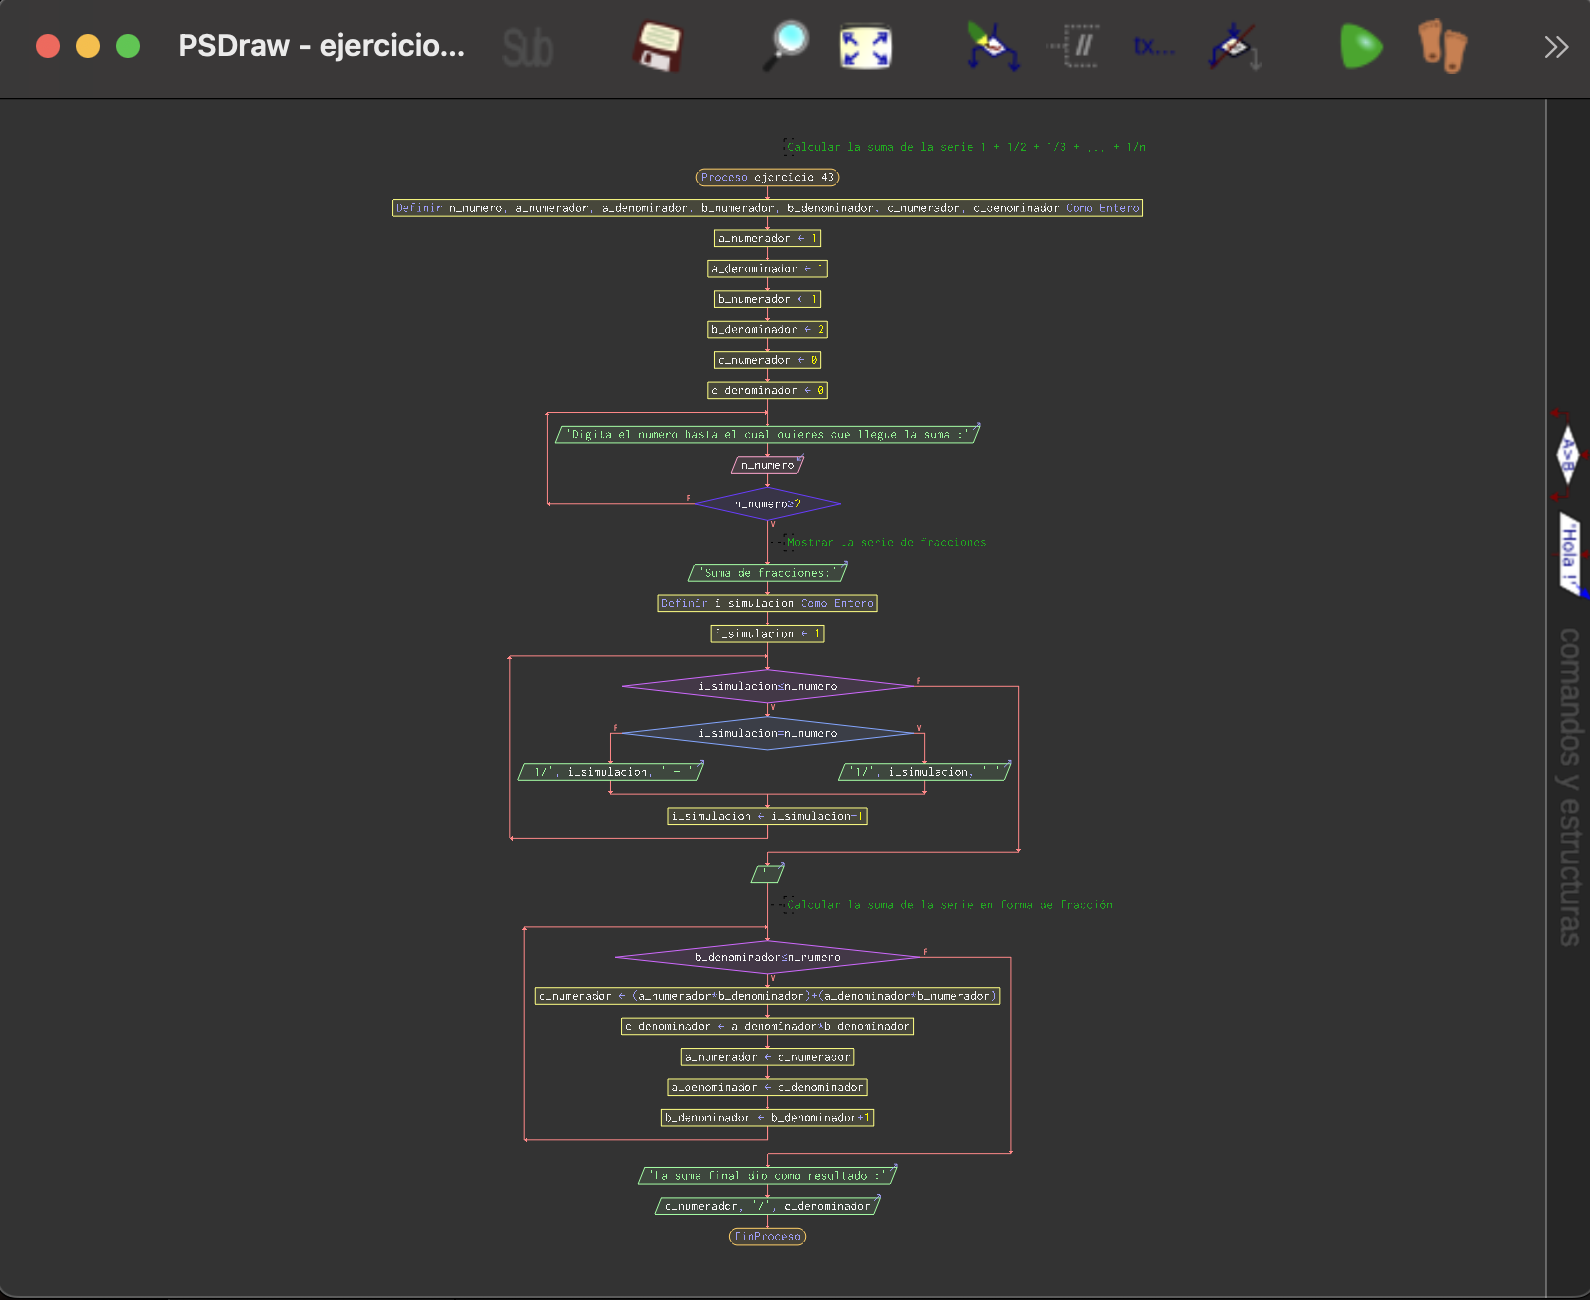 PSDraw - ejercicio...
Sub
//
tx...
Calcular la suma de la serie 1 + 1/2 + 1/3 + ... + 1/n
Proceso ejercicio_43
Definir n_numero, a_numerador, a_denominador, b_numerador, b_denominador, c_numerador, c_denominador Como Entero
a_numerador ← 1
a_denominador ← 1
b_numerador ← 1
b_denominador ← 2
c_numerador ← 0
c_denominador ← 0
'Digita el numero hasta el cual quieres que llegue la suma :'
n_numero
F
n_numero≥2
V
Mostrar la serie de fracciones
'Suma de fracciones:'
Definir i_simulacion Como Entero
i_simulacion ← 1
i_simulacion≤n_numero
F
V
F
i_simulacion=n_numero
V
'1/', i_simulacion, ' + '
'1/', i_simulacion, ' '
i_simulacion ← i_simulacion+1
Calcular la suma de la serie en forma de fracción
b_denominador≤n_numero
F
V
c_numerador ← (a_numerador*b_denominador)+(a_denominador*b_numerador)
c_denominador ← a_denominador*b_denominador
a_numerador ← c_numerador
a_denominador ← c_denominador
b_denominador ← b_denominador+1
'La suma final dio como resultado :'
c_numerador, '/', c_denominador
FinProceso
A>B
"Hola !"
comandos y estructuras